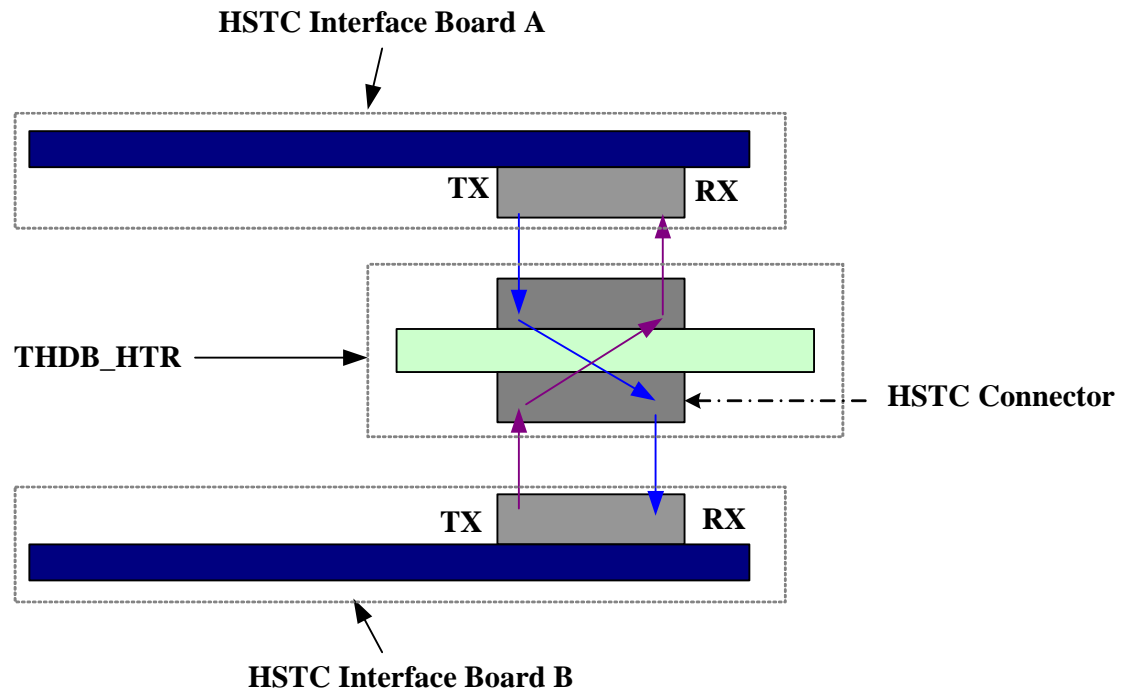 HSTC Interface Board A
TX
RX
THDB_HTR
HSTC Connector
TX
RX
HSTC Interface Board B